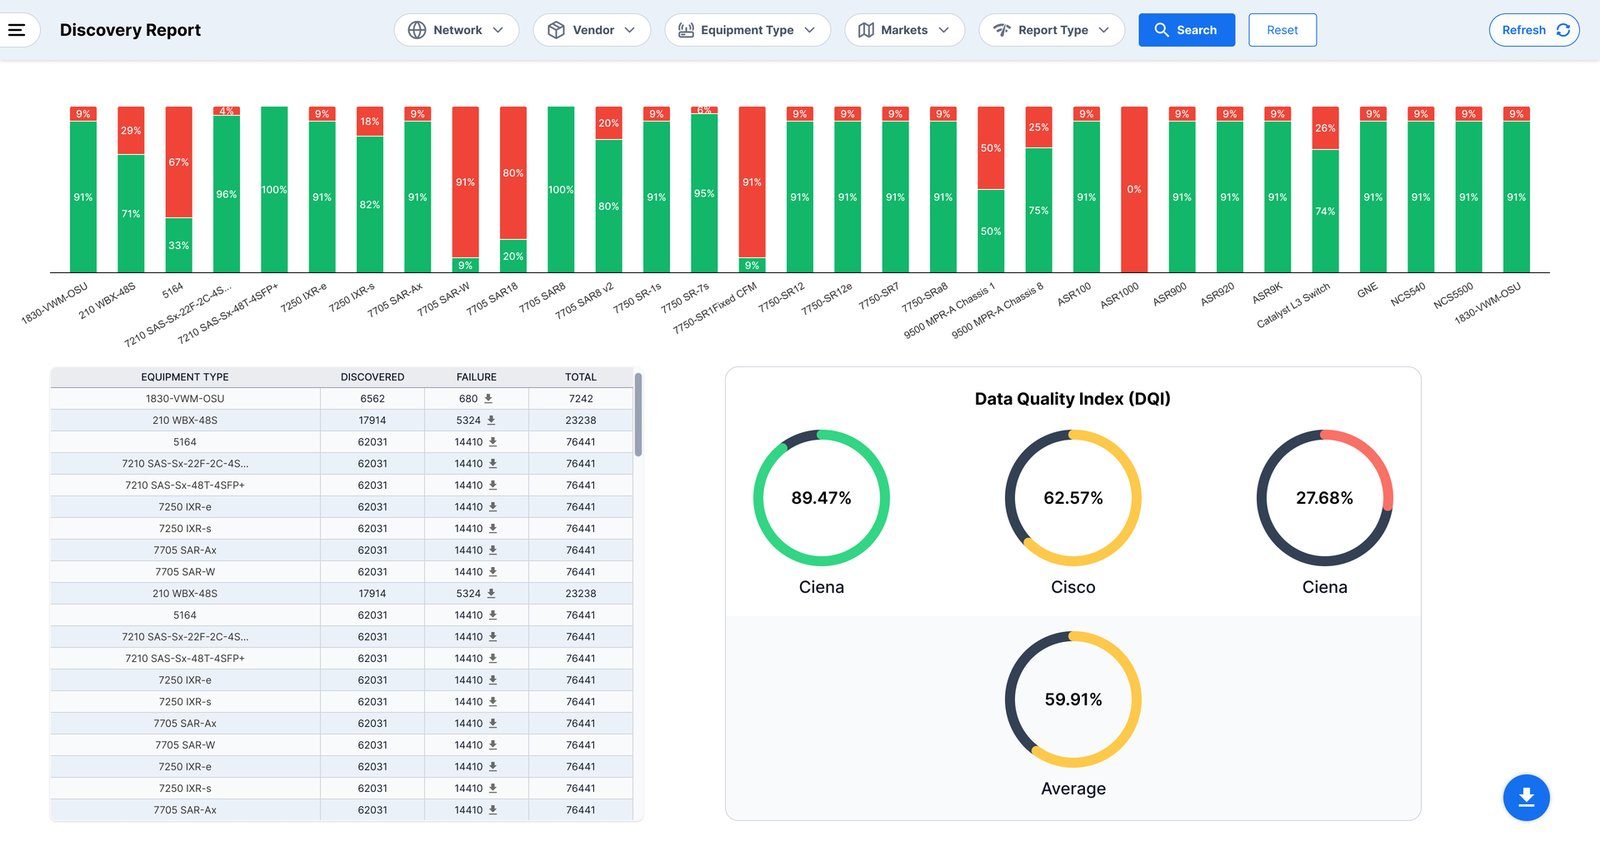 Discovery Report
Network
Vendor
Equipment Type
Markets
Report Type
Search
Reset
Refresh
9% 29% 67% 4% 9% 18% 9% 91% 80% 20% 9% 6% 91% 9% 9% 9% 9% 50% 25% 9% 0% 9% 9% 9% 26% 9% 9% 9% 9%
91% 71% 33% 96% 100% 91% 82% 91% 9% 20% 100% 80% 91% 95% 9% 91% 91% 91% 91% 50% 75% 91% 91% 91% 91% 74% 91% 91% 91% 91%
1830-VWM-OSU
210 WBX-48S
5164
7210 SAS-Sx-22F-2C-4S...
7210 SAS-Sx-48T-4SFP+
7250 IXR-e
7250 IXR-s
7705 SAR-Ax
7705 SAR-W
7705 SAR18
7705 SAR8
7705 SAR8 v2
7750 SR-1s
7750 SR-7s
7750-SR1Fixed CFM
7750-SR12
7750-SR12e
7750-SR7
7750-SRa8
9500 MPR-A Chassis 1
9500 MPR-A Chassis 8
ASR100
ASR1000
ASR900
ASR920
ASR9K
Catalyst L3 Switch
GNE
NCS540
NCS5500
1830-VWM-OSU
EQUIPMENT TYPE DISCOVERED FAILURE TOTAL
1830-VWM-OSU 6562 680 7242
210 WBX-48S 17914 5324 23238
5164 62031 14410 76441
7210 SAS-Sx-22F-2C-4S... 62031 14410 76441
7210 SAS-Sx-48T-4SFP+ 62031 14410 76441
7250 IXR-e 62031 14410 76441
7250 IXR-s 62031 14410 76441
7705 SAR-Ax 62031 14410 76441
7705 SAR-W 62031 14410 76441
210 WBX-48S 17914 5324 23238
5164 62031 14410 76441
7210 SAS-Sx-22F-2C-4S... 62031 14410 76441
7210 SAS-Sx-48T-4SFP+ 62031 14410 76441
7250 IXR-e 62031 14410 76441
7250 IXR-s 62031 14410 76441
7705 SAR-Ax 62031 14410 76441
7705 SAR-W 62031 14410 76441
7250 IXR-e 62031 14410 76441
7250 IXR-s 62031 14410 76441
7705 SAR-Ax 62031 14410 76441
Data Quality Index (DQI)
89.47%
Ciena
62.57%
Cisco
27.68%
Ciena
59.91%
Average